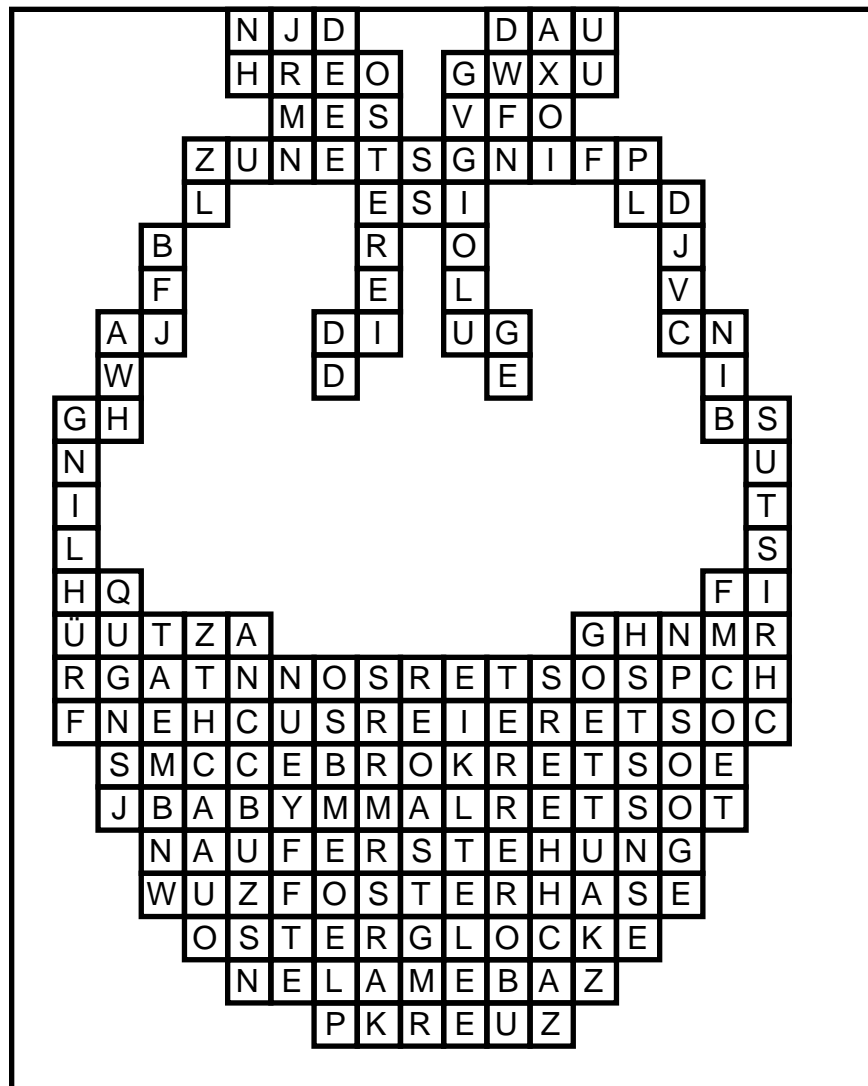 N J D D A U
H R E O G W X U
M E S V F O
Z U N E T S G N I F P
L E S I L D
B R O J
F E L V
A J D I U G C N
W D E I
G H B S
N U
I T
L S
H Q F I
Ü U T Z A G H N M R
R G A T N N O S R E T S O S P C H
F N E H C U S R E I E R E T S O C
S M C C E B R O K R E T S O E
J B A B Y M M A L R E T S O T
N A U F E R S T E H U N G
W U Z F O S T E R H A S E
O S T E R G L O C K E
N E L A M E B A Z
P K R E U Z